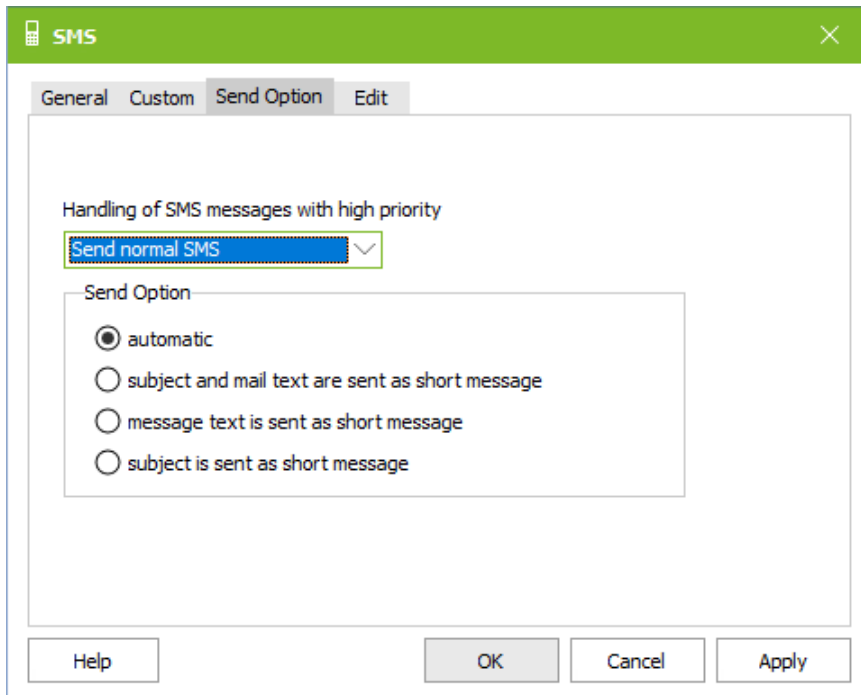 SMS
General Custom Send Option Edit
Handling of SMS messages with high priority
Send normal SMS
Send Option
automatic
subject and mail text are sent as short message
message text is sent as short message
subject is sent as short message
Help OK Cancel Apply